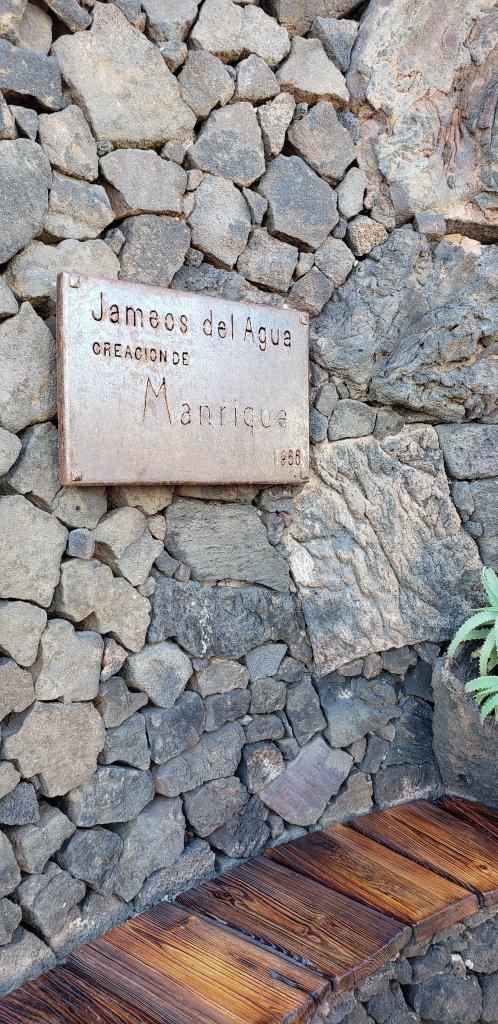 Jameos del Agua
CREACION DE
Manrique
1966